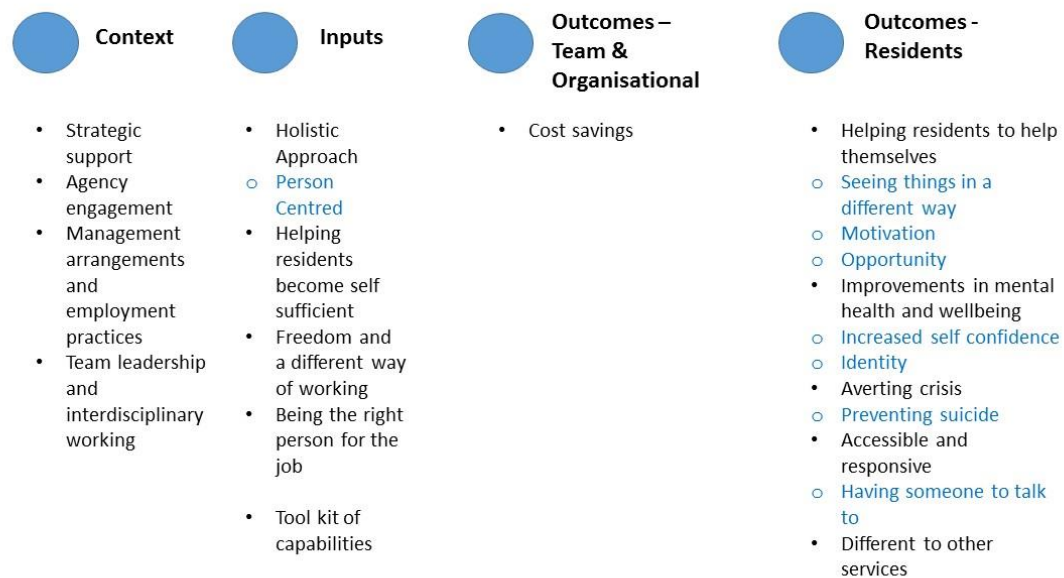 Context
• Strategic
support
• Agency
engagement
• Management
arrangements
and
employment
practices
• Team leadership
and
interdisciplinary
working
Inputs
• Holistic
Approach
o Person
Centred
• Helping
residents
become self
sufficient
• Freedom and
a different way
of working
• Being the right
person for the
job
• Tool kit of
capabilities
Outcomes –
Team &
Organisational
• Cost savings
Outcomes -
Residents
• Helping residents to help
themselves
o Seeing things in a
different way
o Motivation
o Opportunity
• Improvements in mental
health and wellbeing
o Increased self confidence
o Identity
• Averting crisis
o Preventing suicide
• Accessible and
responsive
o Having someone to talk
to
• Different to other
services